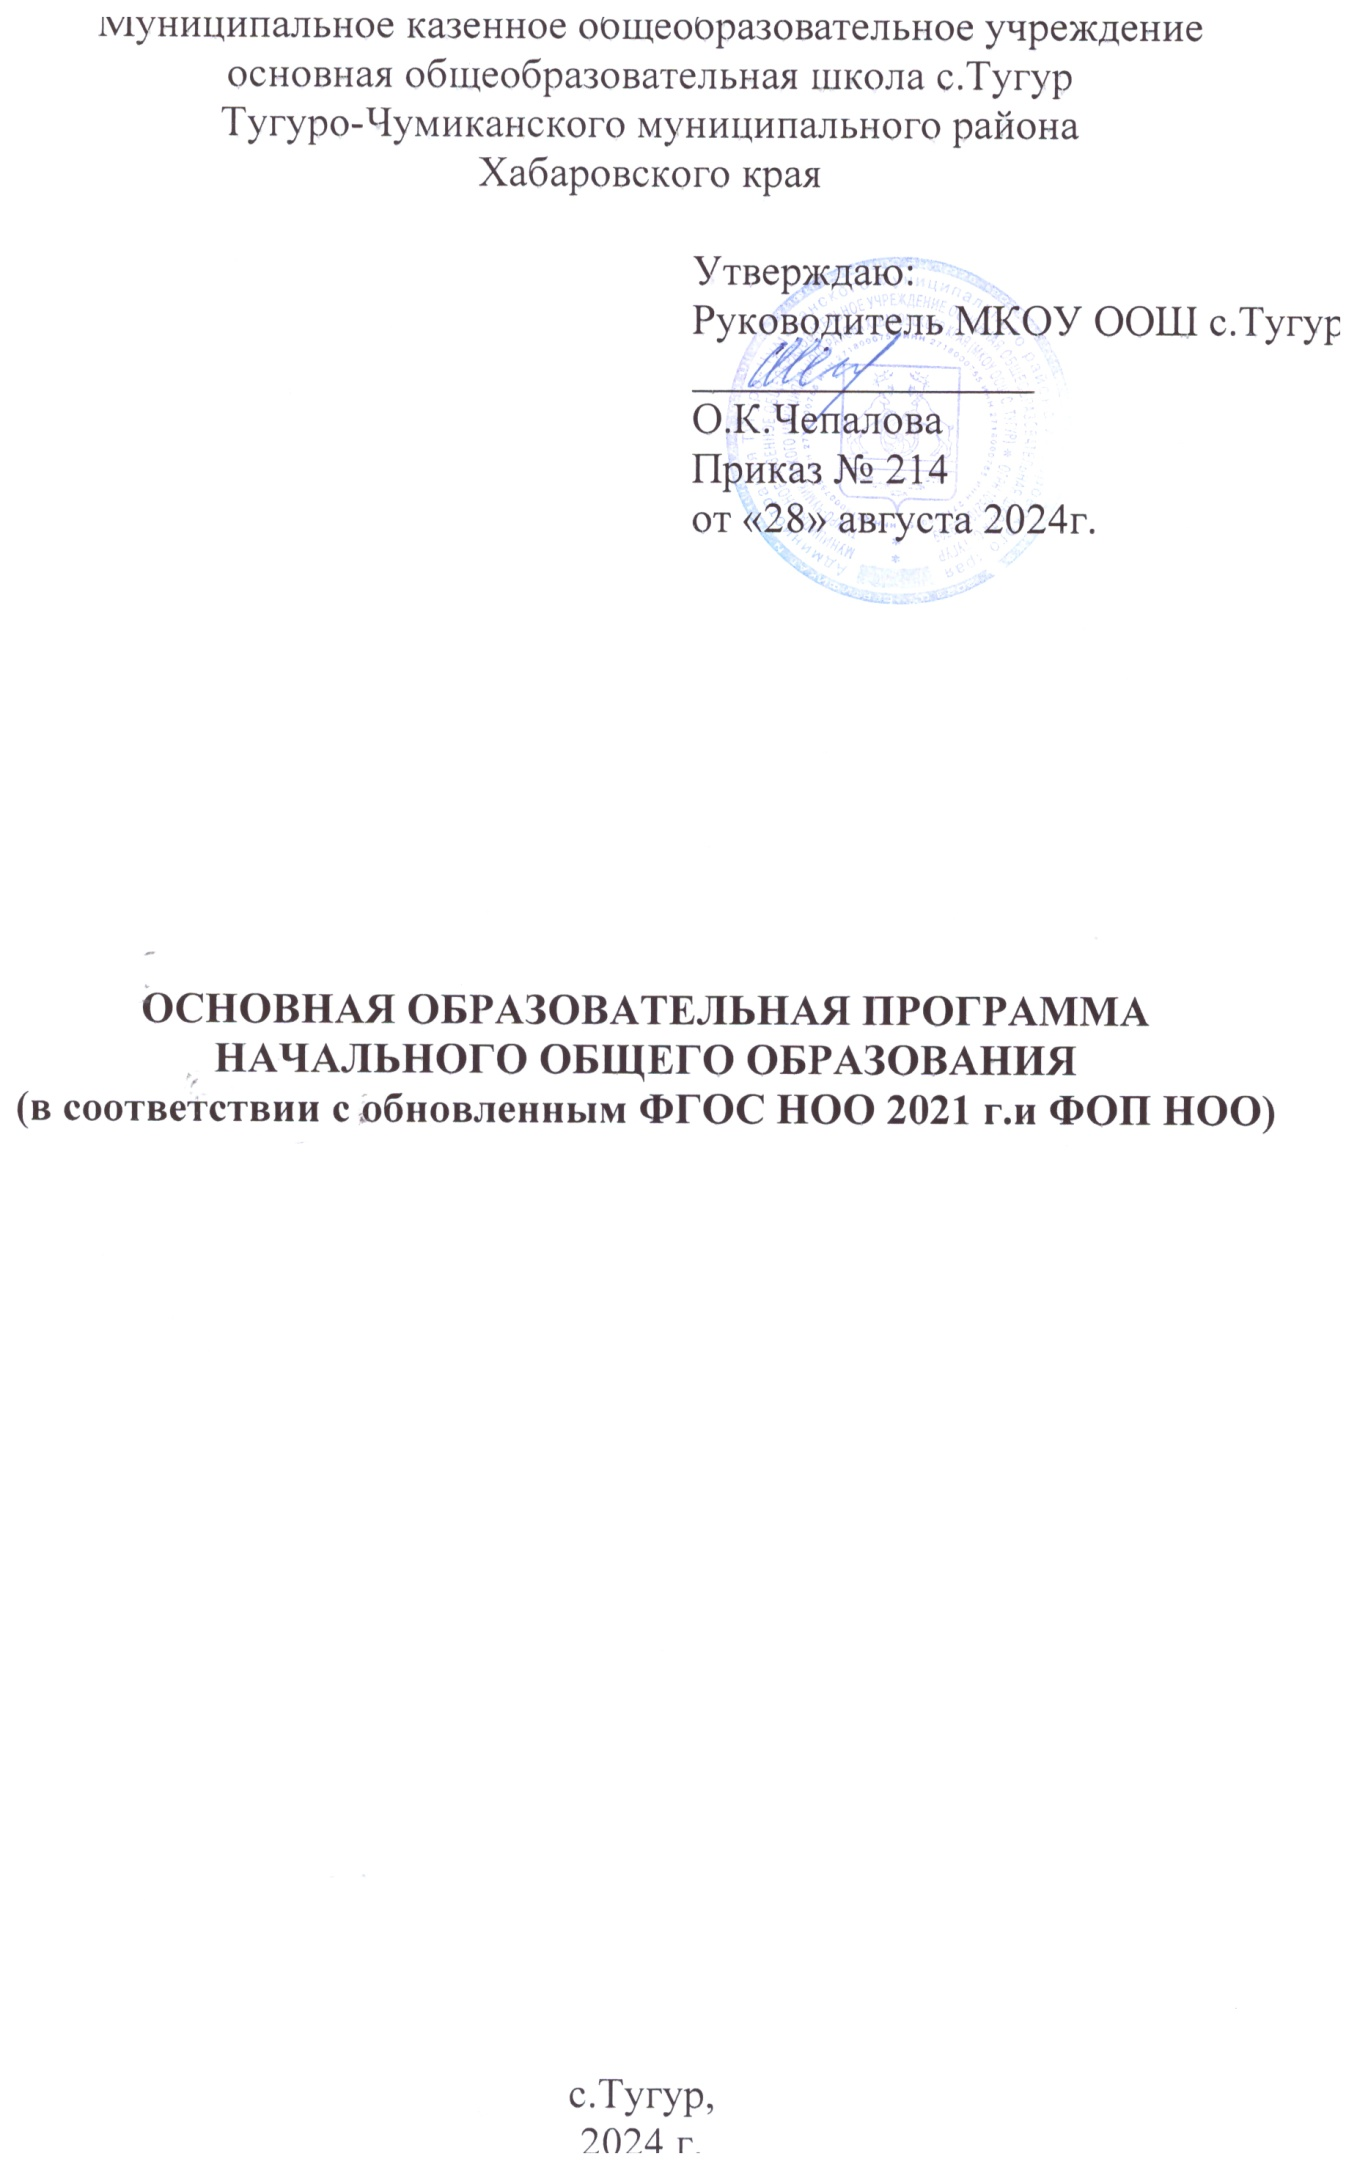 Муниципальное казенное общеобразовательное учреждение
основная общеобразовательная школа с.Тугур
Тугуро-Чумиканского муниципального района
Хабаровского края
Утверждаю:
Руководитель МКОУ ООШ с.Тугур
О.К.Чепалова
Приказ № 214
от «28» августа 2024г.
ОСНОВНАЯ ОБРАЗОВАТЕЛЬНАЯ ПРОГРАММА
НАЧАЛЬНОГО ОБЩЕГО ОБРАЗОВАНИЯ
(в соответствии с обновленным ФГОС НОО 2021 г.и ФОП НОО)
с.Тугур,
2024 г.